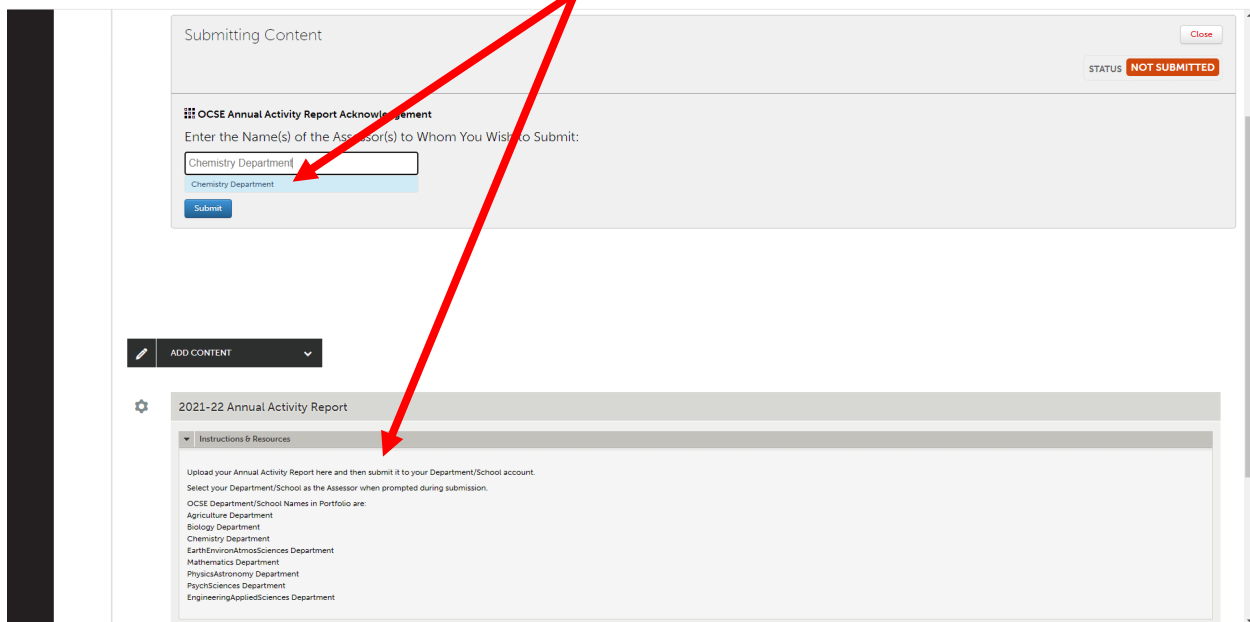 Submitting Content
Close
STATUS NOT SUBMITTED
OCSE Annual Activity Report Acknowledgement
Enter the Name(s) of the Assessor(s) to Whom You Wish to Submit:
Chemistry Department
Chemistry Department
Submit
ADD CONTENT
2021-22 Annual Activity Report
Instructions & Resources
Upload your Annual Activity Report here and then submit it to your Department/School account.
Select your Department/School as the Assessor when prompted during submission.
OCSE Department/School Names in Portfolio are:
Agriculture Department
Biology Department
Chemistry Department
EarthEnvironAtmosSciences Department
Mathematics Department
PhysicsAstronomy Department
PsychSciences Department
EngineeringAppliedSciences Department